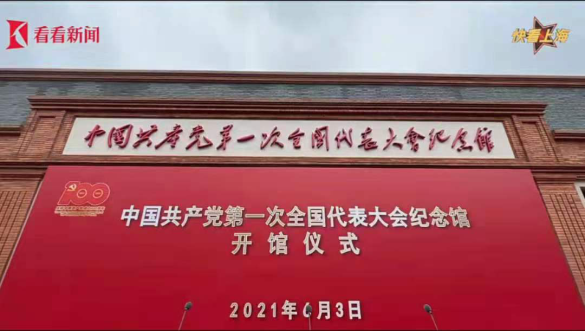 看看新闻
快看上海
中国共产党第一次全国代表大会纪念馆
中国共产党第一次全国代表大会纪念馆
开馆仪式
2021年6月3日